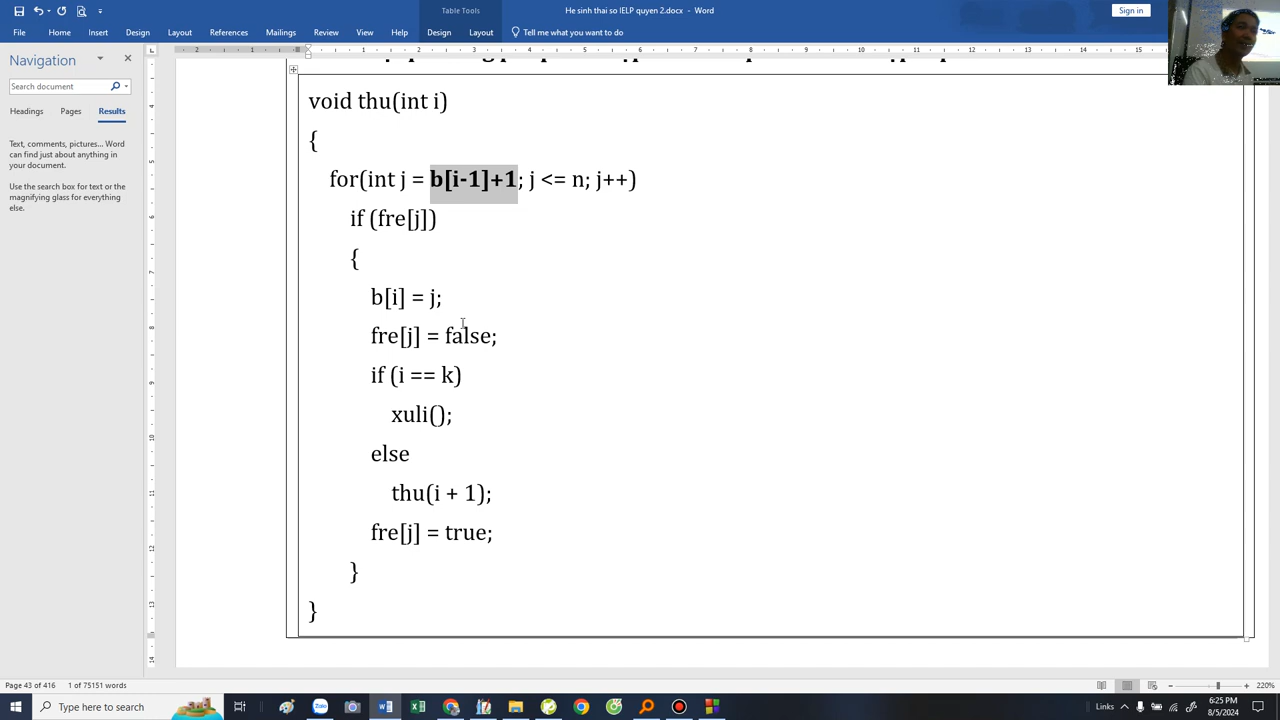 Table Tools
He sinh thai so IELP quyen 2.docx - Word
Sign in
File
Home
Insert
Design
Layout
References
Mailings
Review
View
Help
Design
Layout
Tell me what you want to do
Navigation
Search document
Headings
Pages
Results
Text, comments, pictures... Word
can find just about anything in
your document.
Use the search box for text or the
magnifying glass for everything
else.
void thu(int i)
{
for(int j = b[i-1]+1; j <= n; j++)
if (fre[j])
{
b[i] = j;
fre[j] = false;
if (i == k)
xuli();
else
thu(i + 1);
fre[j] = true;
}
}
Page 43 of 416
1 of 75151 words
220%
Type here to search
Links
6:25 PM
8/5/2024